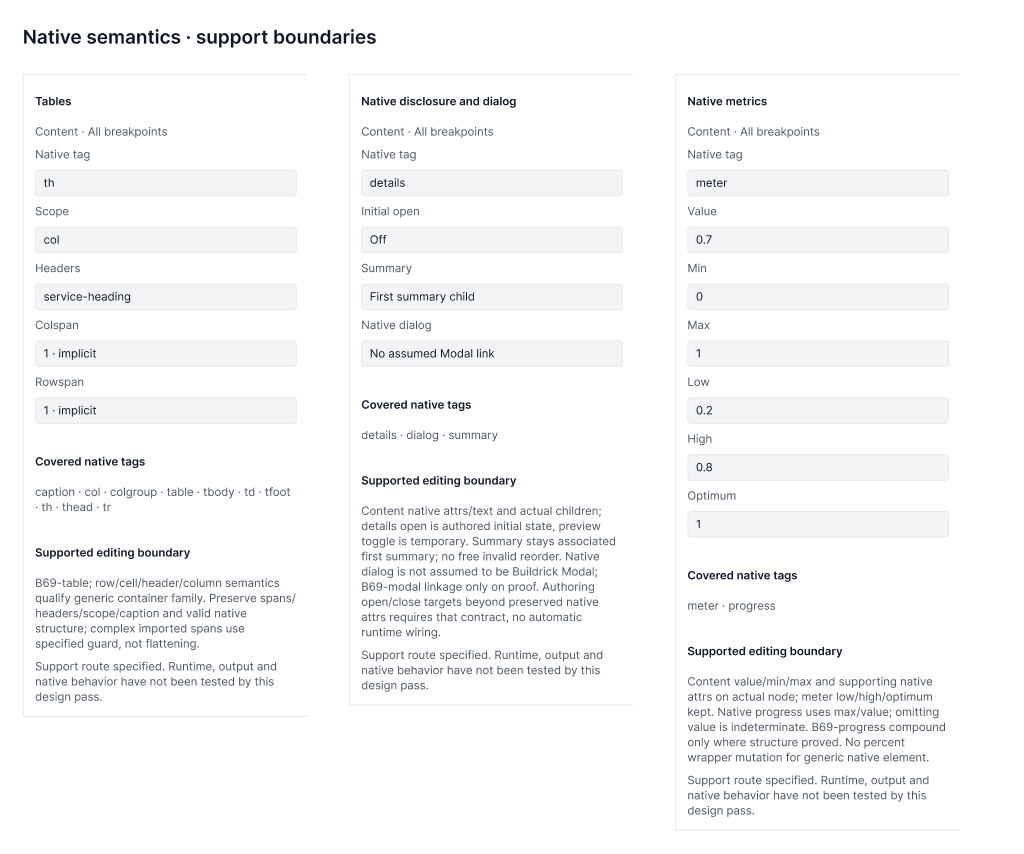 Native semantics · support boundaries
Tables
Content · All breakpoints
Native tag
th
Scope
col
Headers
service-heading
Colspan
1 · implicit
Rowspan
1 · implicit
Covered native tags
caption · col · colgroup · table · tbody · td · tfoot
· th · thead · tr
Supported editing boundary
B69-table; row/cell/header/column semantics
qualify generic container family. Preserve spans/
headers/scope/caption and valid native
structure; complex imported spans use
specified guard, not flattening.
Support route specified. Runtime, output and
native behavior have not been tested by this
design pass.
Native disclosure and dialog
Content · All breakpoints
Native tag
details
Initial open
Off
Summary
First summary child
Native dialog
No assumed Modal link
Covered native tags
details · dialog · summary
Supported editing boundary
Content native attrs/text and actual children;
details open is authored initial state, preview
toggle is temporary. Summary stays associated
first summary; no free invalid reorder. Native
dialog is not assumed to be Buildrick Modal;
B69-modal linkage only on proof. Authoring
open/close targets beyond preserved native
attrs requires that contract, no automatic
runtime wiring.
Support route specified. Runtime, output and
native behavior have not been tested by this
design pass.
Native metrics
Content · All breakpoints
Native tag
meter
Value
0.7
Min
0
Max
1
Low
0.2
High
0.8
Optimum
1
Covered native tags
meter · progress
Supported editing boundary
Content value/min/max and supporting native
attrs on actual node; meter low/high/optimum
kept. Native progress uses max/value; omitting
value is indeterminate. B69-progress compound
only where structure proved. No percent
wrapper mutation for generic native element.
Support route specified. Runtime, output and
native behavior have not been tested by this
design pass.